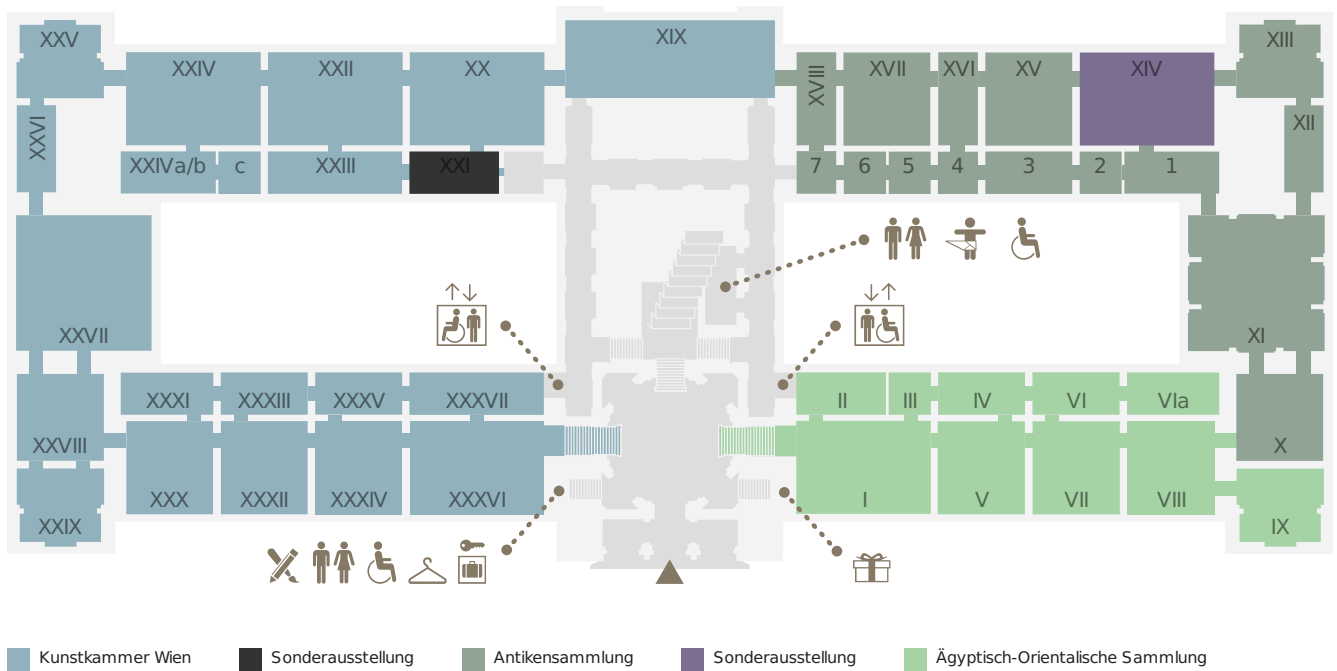 XXV
XXIV
XXII
XX
XIX
XVIII
XVII
XVI
XV
XIV
XIII
XXVI
XII
XXIVa/b
c
XXIII
XXI
7
6
5
4
3
2
1
XXVII
XI
XXXI
XXXIII
XXXV
XXXVII
II
III
IV
VI
VIa
XXVIII
X
XXX
XXXII
XXXIV
XXXVI
I
V
VII
VIII
XXIX
IX
Kunstkammer Wien
Sonderausstellung
Antikensammlung
Sonderausstellung
Ägyptisch-Orientalische Sammlung